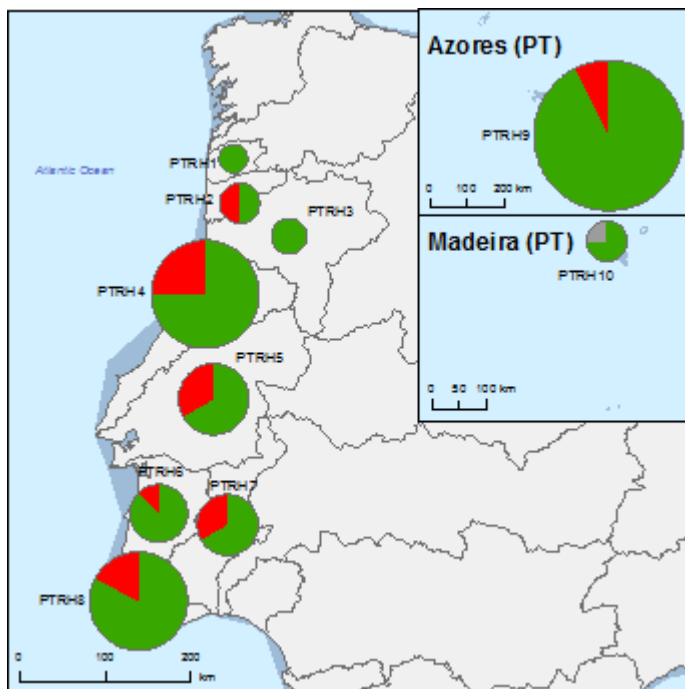 Azores (PT)
PTRH9
0 100 200 km
Madeira (PT)
PTRH10
0 50 100 km
Atlantic Ocean
PTRH1
PTRH2
PTRH3
PTRH4
PTRH5
PTRH6
PTRH7
PTRH8
0 100 200
km